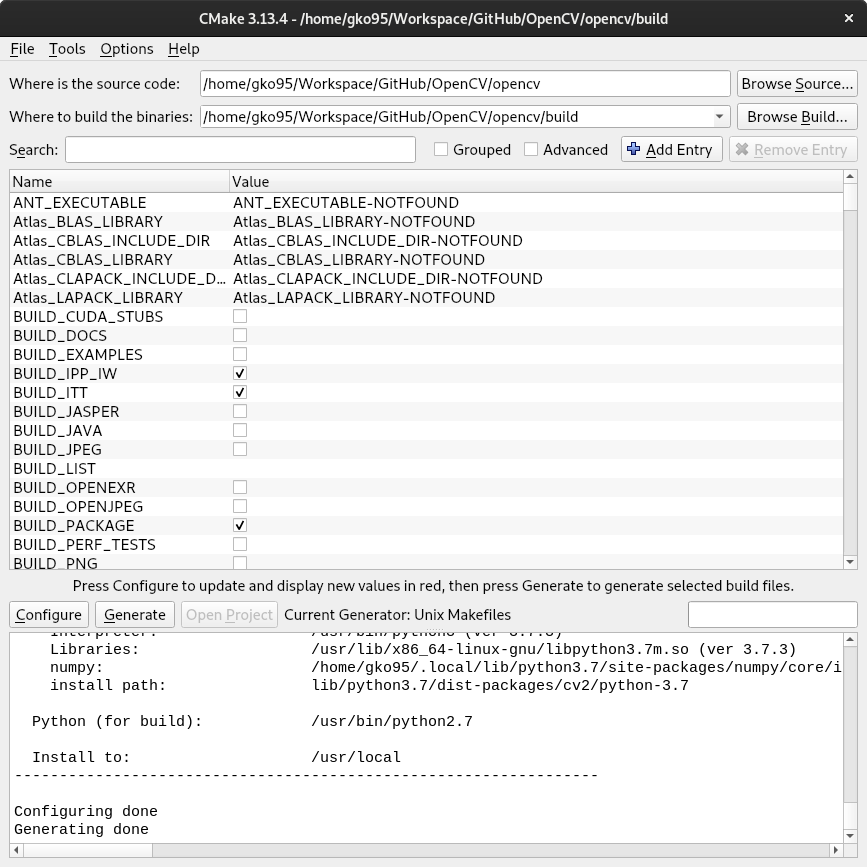 CMake 3.13.4 - /home/gko95/Workspace/GitHub/OpenCV/opencv/build
File Tools Options Help
Where is the source code: /home/gko95/Workspace/GitHub/OpenCV/opencv Browse Source...
Where to build the binaries: /home/gko95/Workspace/GitHub/OpenCV/opencv/build Browse Build...
Search: Grouped Advanced Add Entry Remove Entry
Name Value
ANT_EXECUTABLE ANT_EXECUTABLE-NOTFOUND
Atlas_BLAS_LIBRARY Atlas_BLAS_LIBRARY-NOTFOUND
Atlas_CBLAS_INCLUDE_DIR Atlas_CBLAS_INCLUDE_DIR-NOTFOUND
Atlas_CBLAS_LIBRARY Atlas_CBLAS_LIBRARY-NOTFOUND
Atlas_CLAPACK_INCLUDE_D... Atlas_CLAPACK_INCLUDE_DIR-NOTFOUND
Atlas_LAPACK_LIBRARY Atlas_LAPACK_LIBRARY-NOTFOUND
BUILD_CUDA_STUBS
BUILD_DOCS
BUILD_EXAMPLES
BUILD_IPP_IW
BUILD_ITT
BUILD_JASPER
BUILD_JAVA
BUILD_JPEG
BUILD_LIST
BUILD_OPENEXR
BUILD_OPENJPEG
BUILD_PACKAGE
BUILD_PERF_TESTS
BUILD_PNG
Press Configure to update and display new values in red, then press Generate to generate selected build files.
Configure Generate Open Project Current Generator: Unix Makefiles
Interpreter: /usr/bin/python3 (ver 3.7.3)
Libraries: /usr/lib/x86_64-linux-gnu/libpython3.7m.so (ver 3.7.3)
numpy: /home/gko95/.local/lib/python3.7/site-packages/numpy/core/i
install path: lib/python3.7/dist-packages/cv2/python-3.7
Python (for build): /usr/bin/python2.7
Install to: /usr/local
-----------------------------------------------------------------
Configuring done
Generating done